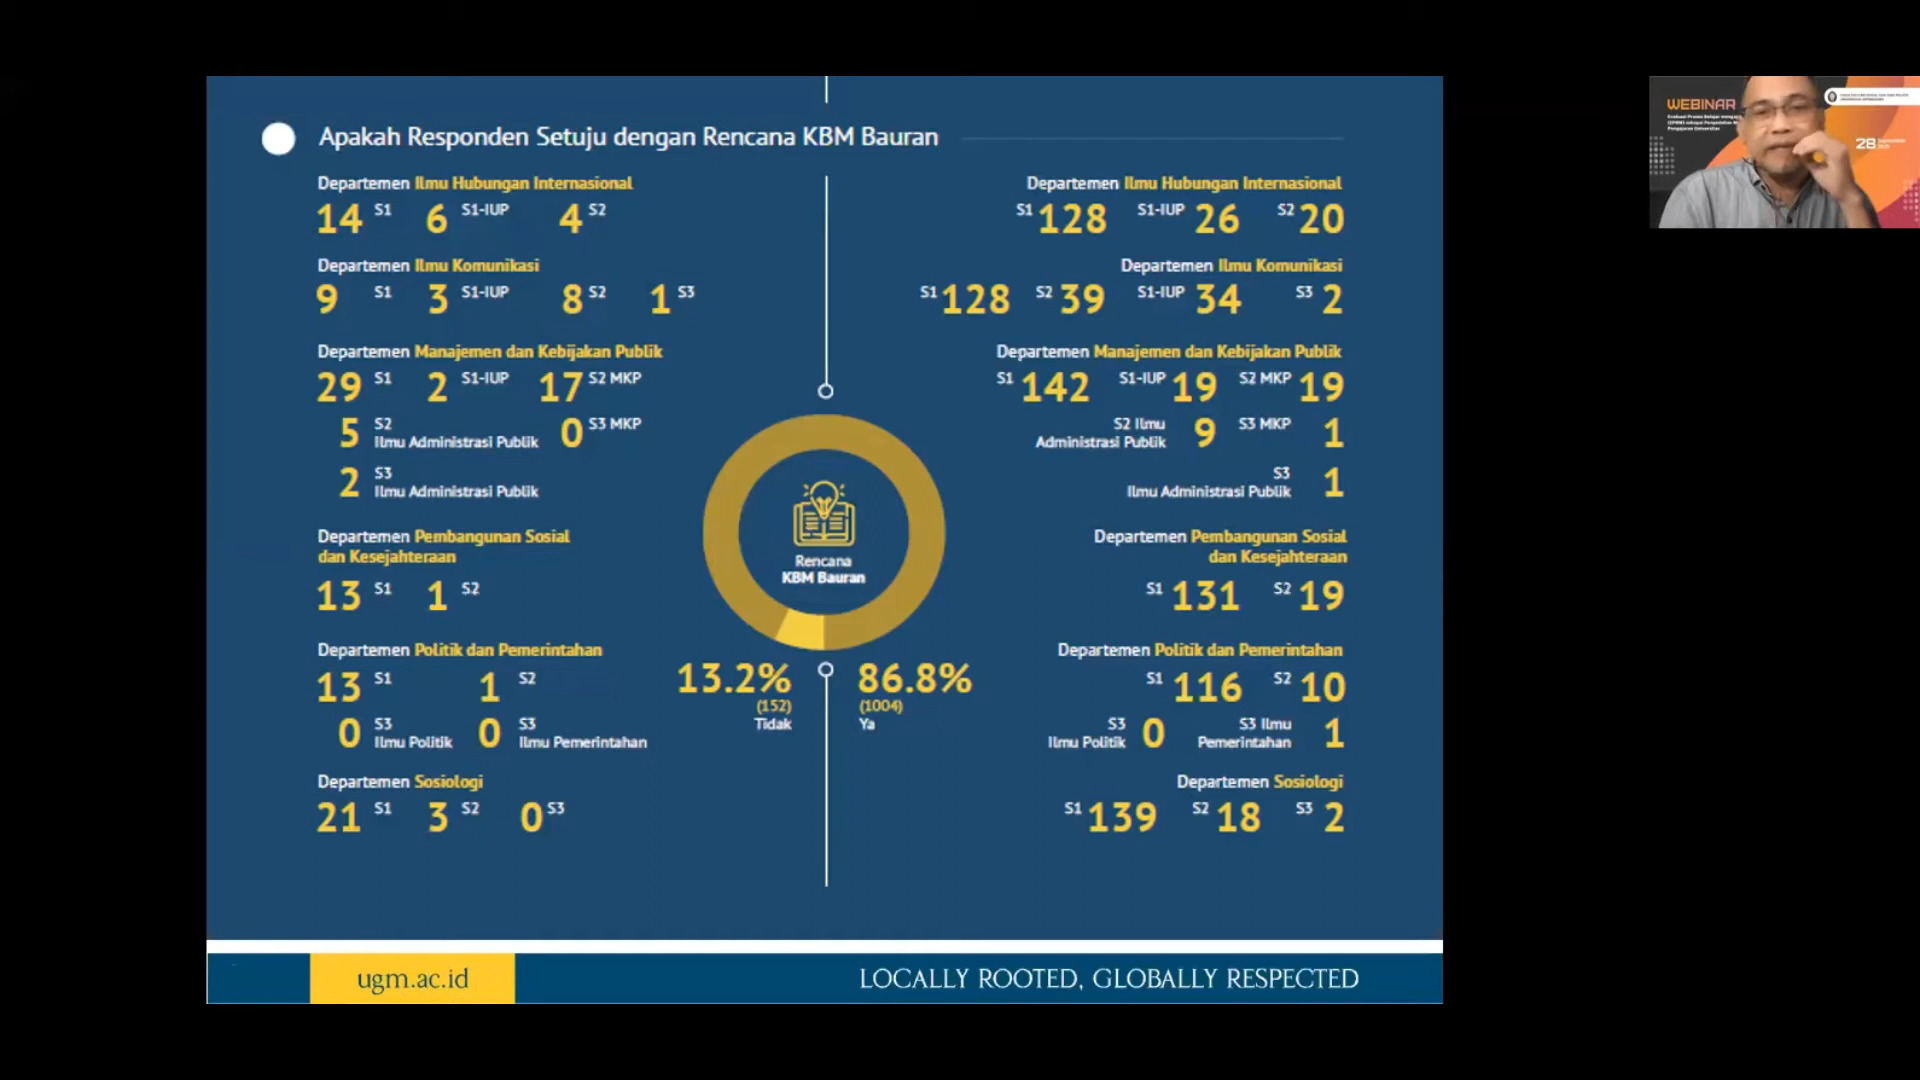 Apakah Responden Setuju dengan Rencana KBM Bauran
Departemen Ilmu Hubungan Internasional
14 S1 6 S1-IUP 4 S2
Departemen Ilmu Komunikasi
9 S1 3 S1-IUP 8 S2 1 S3
Departemen Manajemen dan Kebijakan Publik
29 S1 2 S1-IUP 17 S2 MKP
5 S2 Ilmu Administrasi Publik 0 S3 MKP
2 S3 Ilmu Administrasi Publik
Departemen Pembangunan Sosial
dan Kesejahteraan
13 S1 1 S2
Departemen Politik dan Pemerintahan
13 S1 1 S2
0 S3 Ilmu Politik 0 S3 Ilmu Pemerintahan
Departemen Sosiologi
21 S1 3 S2 0 S3
Rencana
KBM Bauran
13.2%
(152)
Tidak
86.8%
(1004)
Ya
Departemen Ilmu Hubungan Internasional
S1 128 S1-IUP 26 S2 20
Departemen Ilmu Komunikasi
S1 128 S2 39 S1-IUP 34 S3 2
Departemen Manajemen dan Kebijakan Publik
S1 142 S1-IUP 19 S2 MKP 19
S2 Ilmu Administrasi Publik 9 S3 MKP 1
S3 Ilmu Administrasi Publik 1
Departemen Pembangunan Sosial
dan Kesejahteraan
S1 131 S2 19
Departemen Politik dan Pemerintahan
S1 116 S2 10
S3 Ilmu Politik 0 S3 Ilmu Pemerintahan 1
Departemen Sosiologi
S1 139 S2 18 S3 2
ugm.ac.id
LOCALLY ROOTED, GLOBALLY RESPECTED
WEBINAR
28